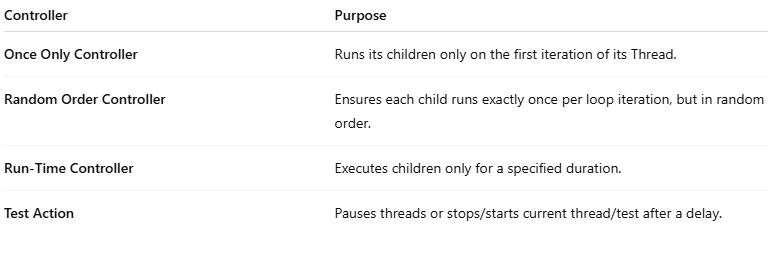 Controller Purpose
Once Only Controller Runs its children only on the first iteration of its Thread.
Random Order Controller Ensures each child runs exactly once per loop iteration, but in random
order.
Run-Time Controller Executes children only for a specified duration.
Test Action Pauses threads or stops/starts current thread/test after a delay.